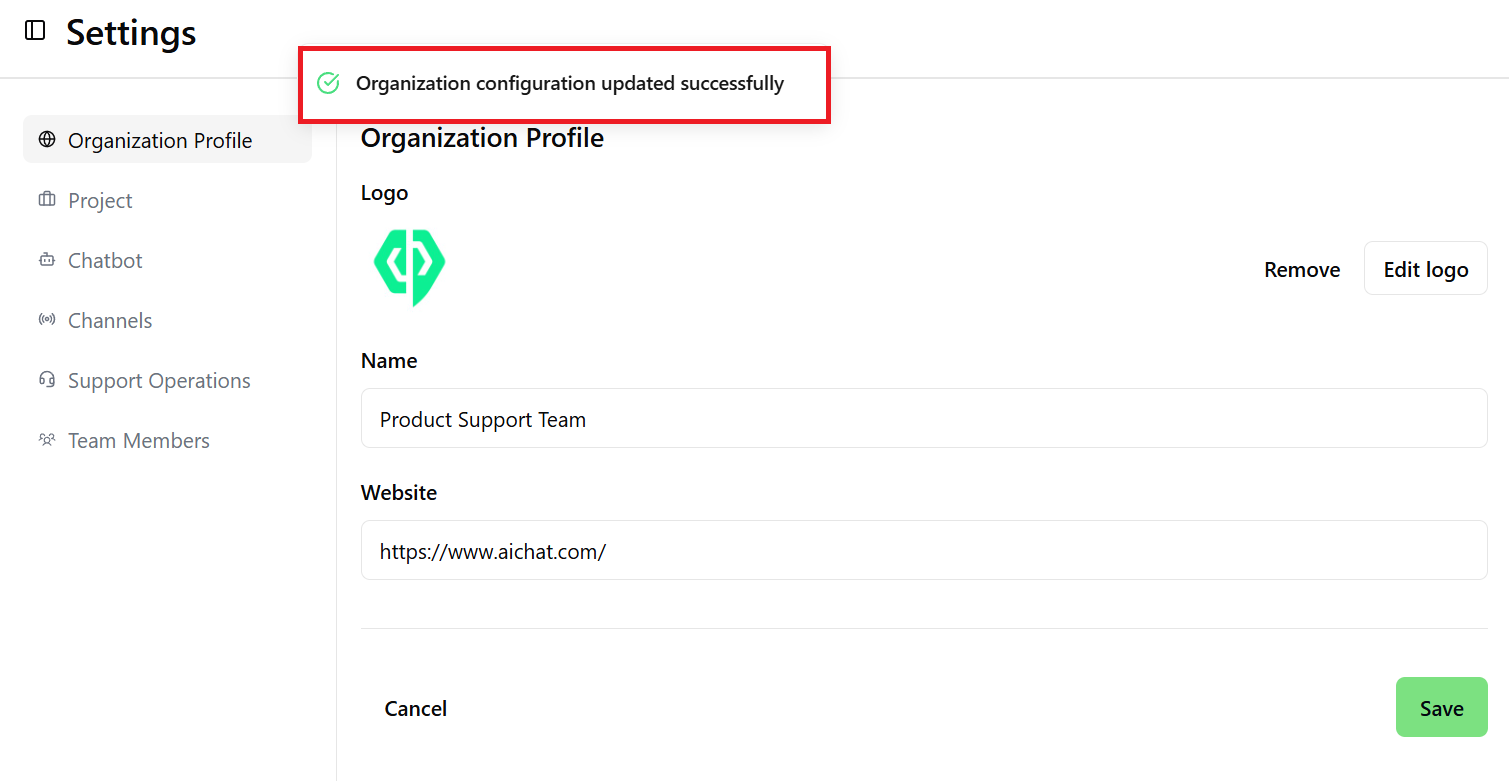 Settings
Organization configuration updated successfully
Organization Profile
Project
Chatbot
Channels
Support Operations
Team Members
Organization Profile
Logo
Remove
Edit logo
Name
Product Support Team
Website
https://www.aichat.com/
Cancel
Save